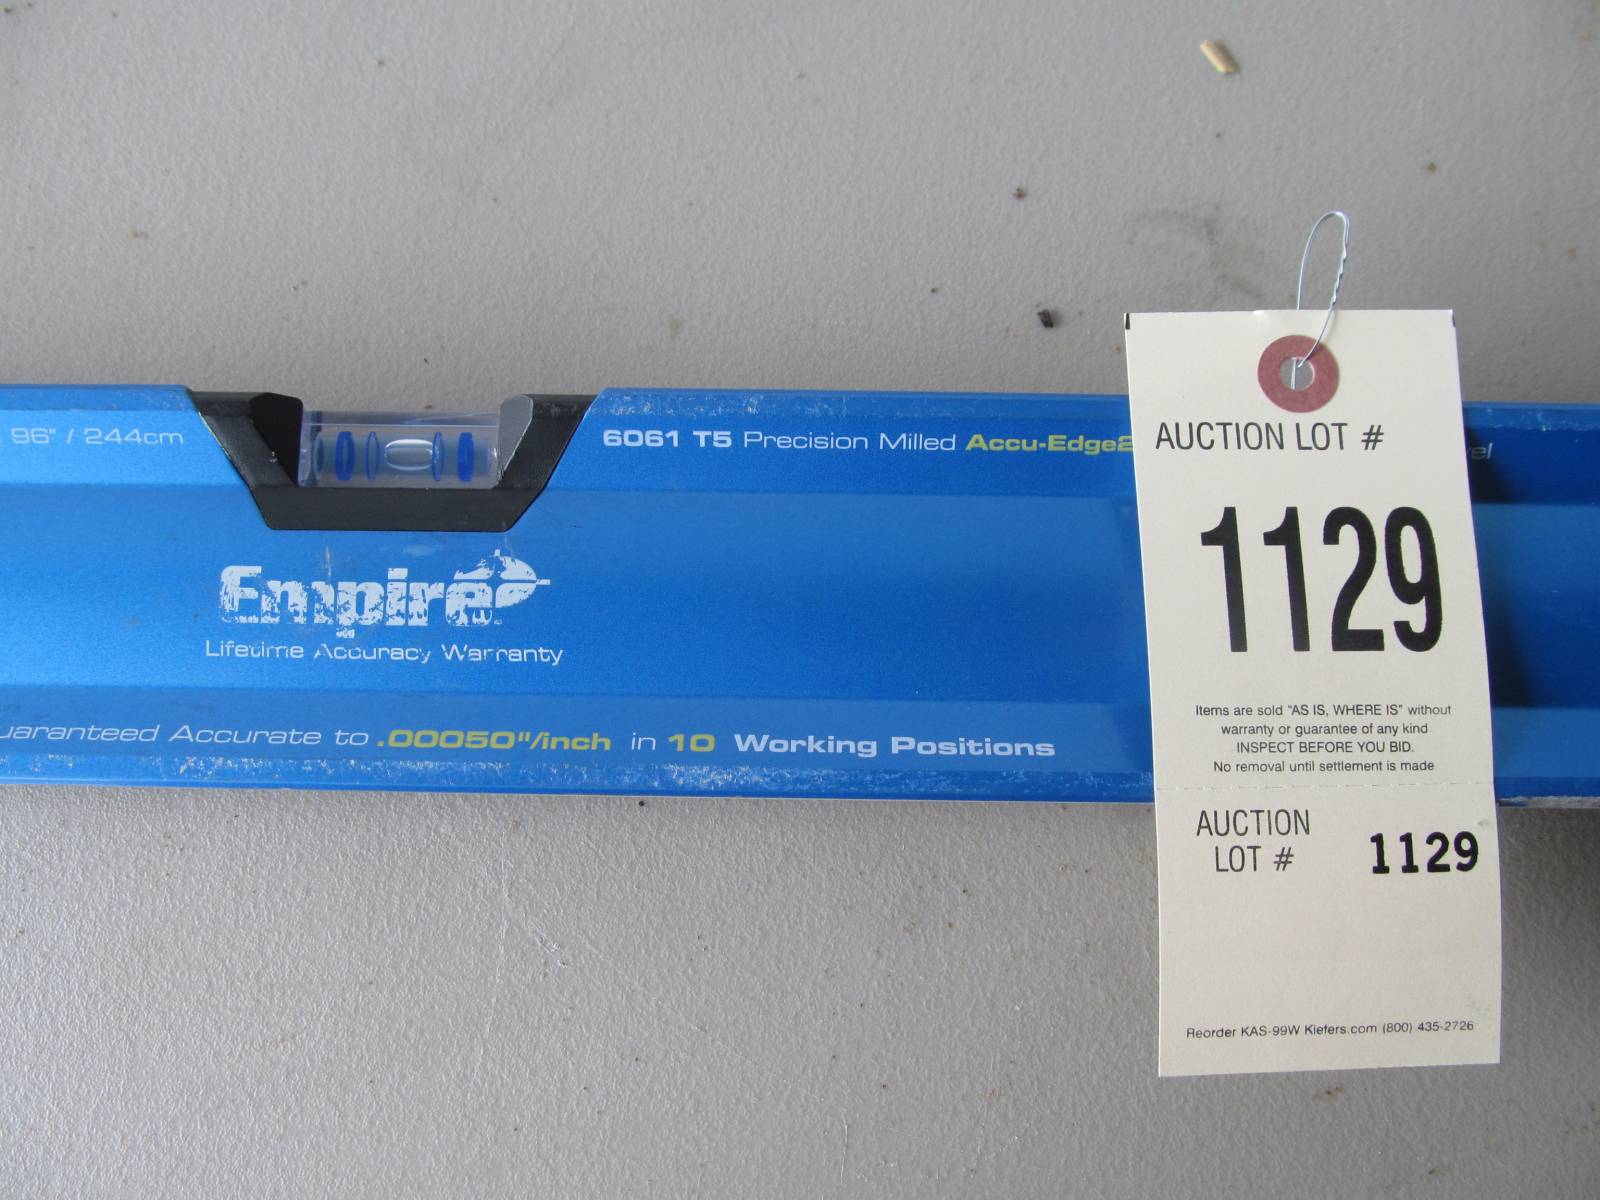 96" / 244cm
6061 T5 Precision Milled Accu-Edge2
Empire
Lifetime Accuracy Warranty
Accurate to .00050"/inch in 10 Working Positions
AUCTION LOT #
1129
Items are sold "AS IS, WHERE IS" without
warranty or guarantee of any kind
INSPECT BEFORE YOU BID.
No removal until settlement is made
AUCTION
LOT # 1129
Reorder KAS-99W Kiefers.com (800) 435-2726